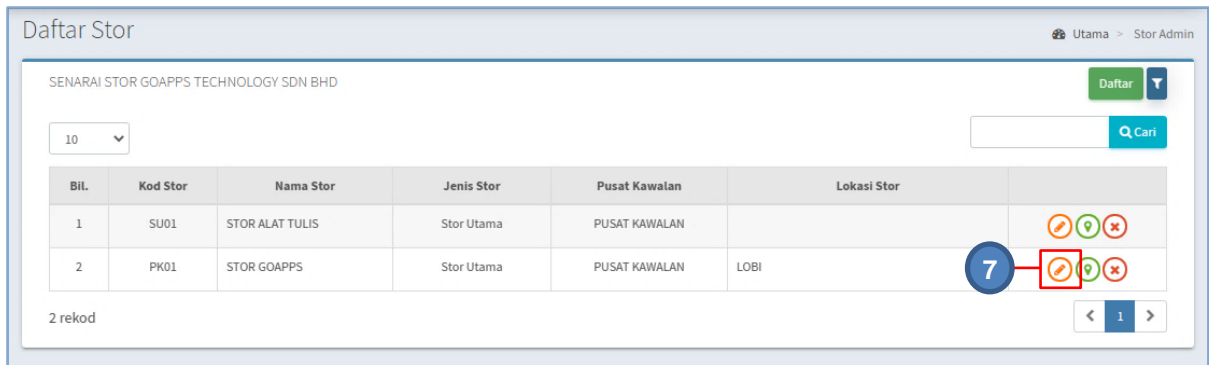 Daftar Stor
Utama > Stor Admin
SENARAI STOR GOAPPS TECHNOLOGY SDN BHD
Daftar
10
Cari
Bil. Kod Stor Nama Stor Jenis Stor Pusat Kawalan Lokasi Stor
1 SU01 STOR ALAT TULIS Stor Utama PUSAT KAWALAN
2 PK01 STOR GOAPPS Stor Utama PUSAT KAWALAN LOBI
7
2 rekod
< 1 >